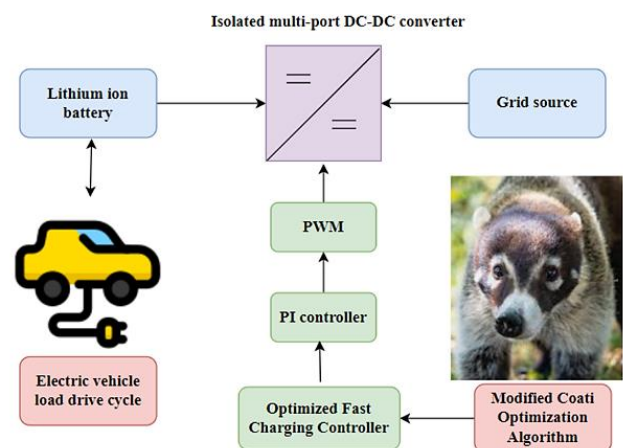 Isolated multi-port DC-DC converter
Lithium ion
battery
Grid source
PWM
PI controller
Electric vehicle
load drive cycle
Optimized Fast
Charging Controller
Modified Coati
Optimization
Algorithm